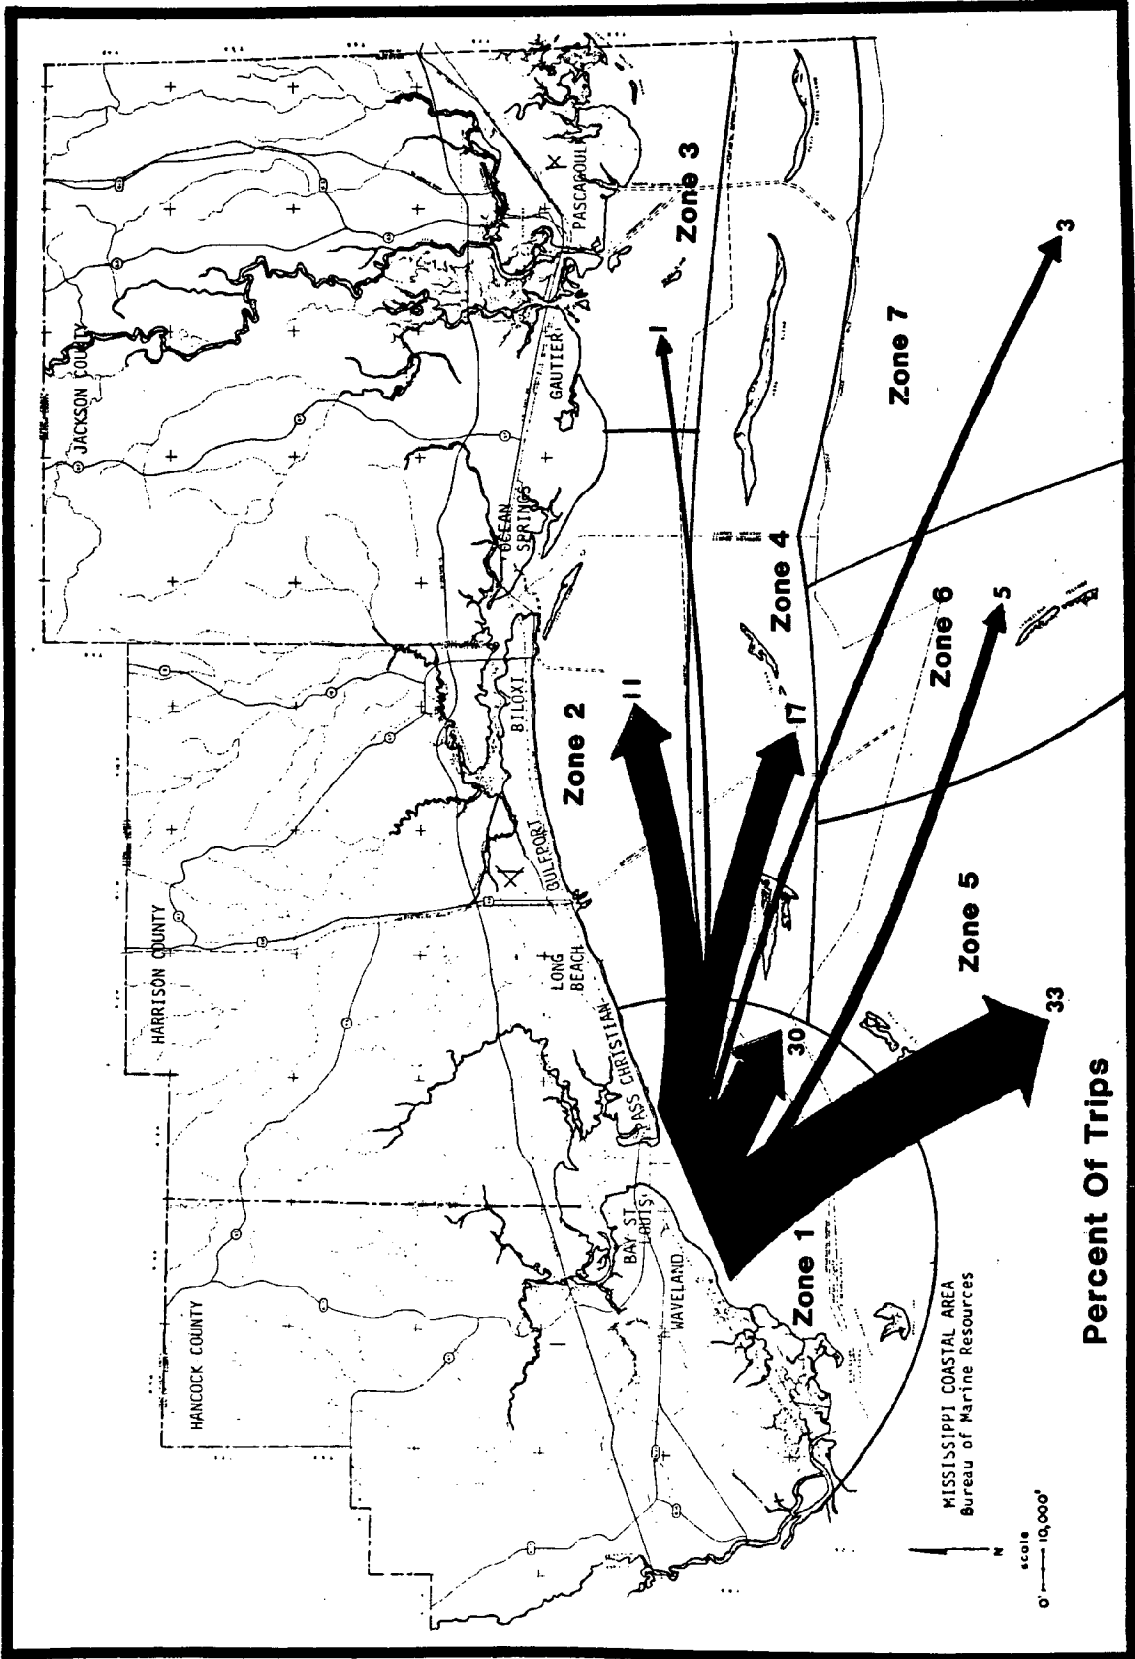 HANCOCK COUNTY
HARRISON COUNTY
JACKSON COUNTY
WAVELAND
BAY ST.
LOUIS
PASS CHRISTIAN
LONG
BEACH
GULFPORT
BILOXI
OCEAN
SPRINGS
GAUTIER
PASCAGOULA
Zone 1
Zone 2
Zone 3
Zone 4
Zone 5
Zone 6
Zone 7
11
1
17
30
3
5
33
MISSISSIPPI COASTAL AREA
Bureau of Marine Resources
N
scale
0' 10,000'
Percent Of Trips